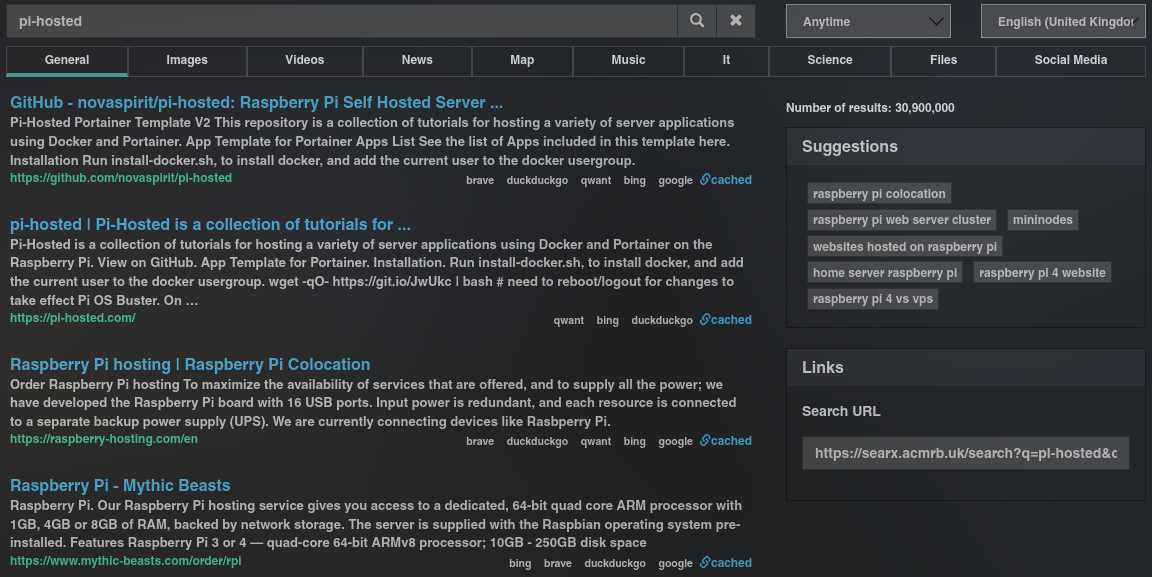 pi-hosted
Anytime
English (United Kingdom
General Images Videos News Map Music It Science Files Social Media
GitHub - novaspirit/pi-hosted: Raspberry Pi Self Hosted Server ...
Pi-Hosted Portainer Template V2 This repository is a collection of tutorials for hosting a variety of server applications
using Docker and Portainer. App Template for Portainer Apps List See the list of Apps included in this template here.
Installation Run install-docker.sh, to install docker, and add the current user to the docker usergroup.
https://github.com/novaspirit/pi-hosted
brave duckduckgo qwant bing google cached
pi-hosted | Pi-Hosted is a collection of tutorials for ...
Pi-Hosted is a collection of tutorials for hosting a variety of server applications using Docker and Portainer on the
Raspberry Pi. View on GitHub. App Template for Portainer. Installation. Run install-docker.sh, to install docker, and add
the current user to the docker usergroup. wget -qO- https://git.io/JwUkc | bash # need to reboot/logout for changes to
take effect Pi OS Buster. On …
https://pi-hosted.com/
qwant bing duckduckgo cached
Raspberry Pi hosting | Raspberry Pi Colocation
Order Raspberry Pi hosting To maximize the availability of services that are offered, and to supply all the power; we
have developed the Raspberry Pi board with 16 USB ports. Input power is redundant, and each resource is connected
to a separate backup power supply (UPS). We are currently connecting devices like Rasbperry Pi.
https://raspberry-hosting.com/en
brave duckduckgo qwant bing google cached
Raspberry Pi - Mythic Beasts
Raspberry Pi. Our Raspberry Pi hosting service gives you access to a dedicated, 64-bit quad core ARM processor with
1GB, 4GB or 8GB of RAM, backed by network storage. The server is supplied with the Raspbian operating system pre-
installed. Features Raspberry Pi 3 or 4 — quad-core 64-bit ARMv8 processor; 10GB - 250GB disk space
https://www.mythic-beasts.com/order/rpi
bing brave duckduckgo google cached
Number of results: 30,900,000
Suggestions
raspberry pi colocation
raspberry pi web server cluster mininodes
websites hosted on raspberry pi
home server raspberry pi raspberry pi 4 website
raspberry pi 4 vs vps
Links
Search URL
https://searx.acmrb.uk/search?q=pi-hosted&c